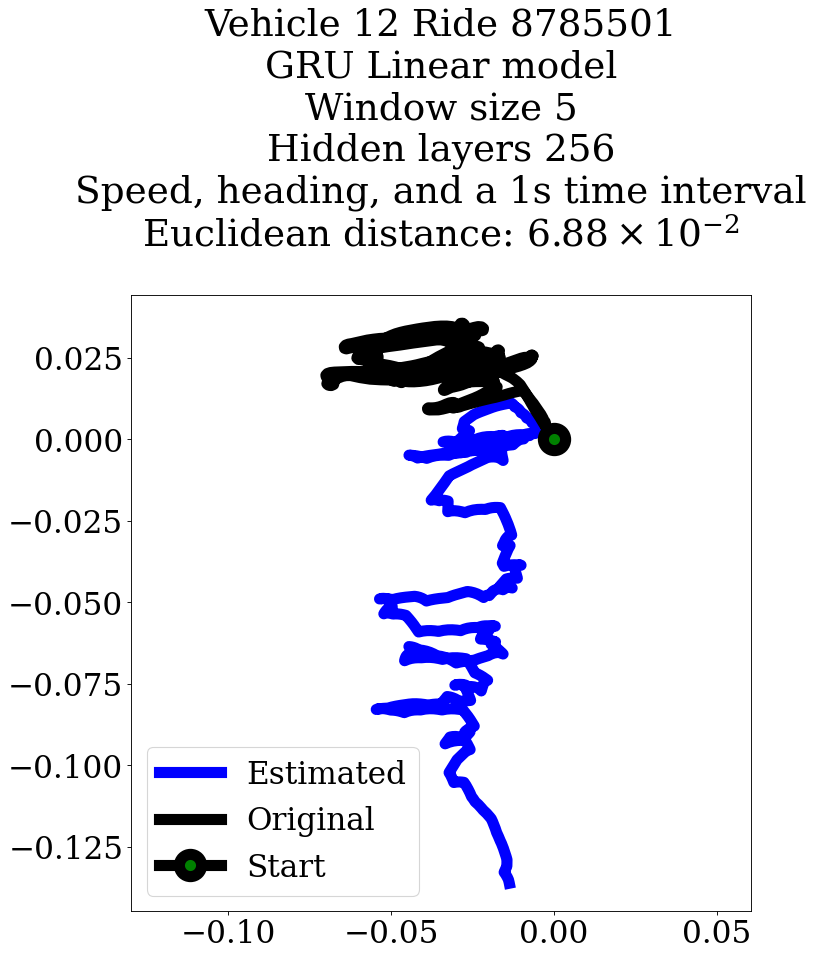 Vehicle 12 Ride 8785501
GRU Linear model
Window size 5
Hidden layers 256
Speed, heading, and a 1s time interval
Euclidean distance: 6.88 × 10⁻²
0.025
0.000
−0.025
−0.050
−0.075
−0.100
−0.125
Estimated
Original
Start
−0.10
−0.05
0.00
0.05